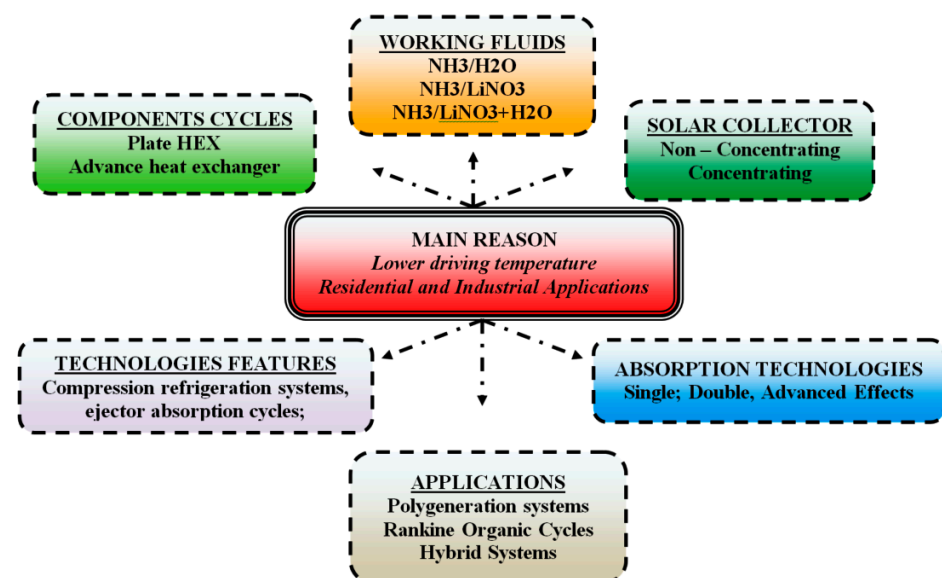 WORKING FLUIDS
NH3/H2O
NH3/LiNO3
NH3/LiNO3+H2O
COMPONENTS CYCLES
Plate HEX
Advance heat exchanger
SOLAR COLLECTOR
Non – Concentrating
Concentrating
MAIN REASON
Lower driving temperature
Residential and Industrial Applications
TECHNOLOGIES FEATURES
Compression refrigeration systems,
ejector absorption cycles;
ABSORPTION TECHNOLOGIES
Single; Double, Advanced Effects
APPLICATIONS
Polygeneration systems
Rankine Organic Cycles
Hybrid Systems